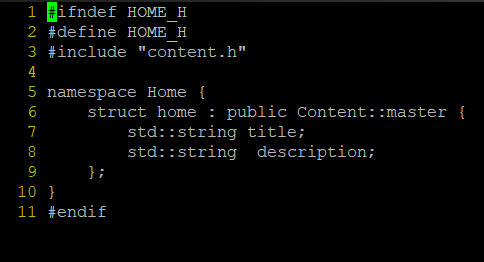 1 #ifndef HOME_H
2 #define HOME_H
3 #include "content.h"
4
5 namespace Home {
6     struct home : public Content::master {
7         std::string title;
8         std::string  description;
9     };
10 }
11 #endif